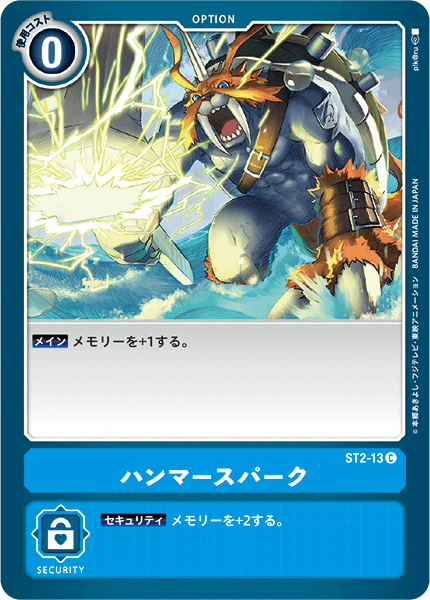 OPTION
使用コスト
0
p!k@ru
メイン メモリーを+1する。
©本郷あきよし・フジテレビ・東映アニメーション BANDAI MADE IN JAPAN
ST2-13 C
ハンマースパーク
セキュリティ メモリーを+2する。
SECURITY